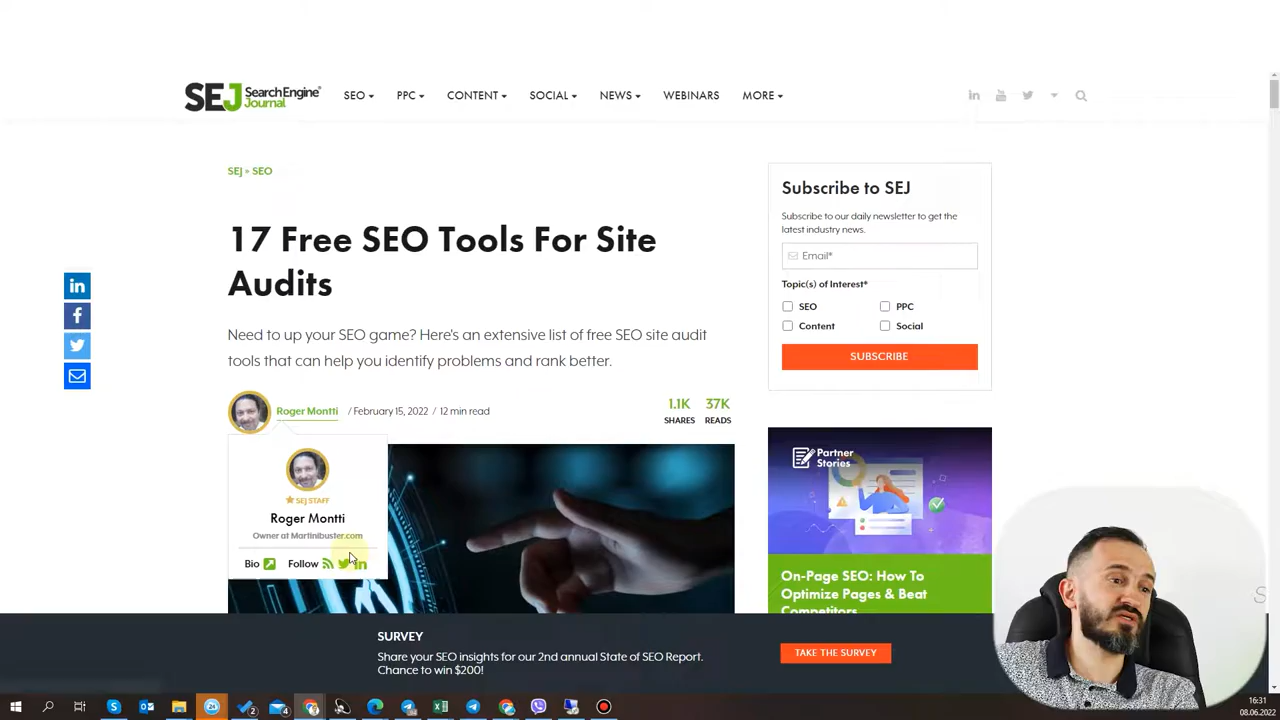 SEJ SearchEngine Journal
SEO
PPC
CONTENT
SOCIAL
NEWS
WEBINARS
MORE
SEJ » SEO
17 Free SEO Tools For Site
Audits
Need to up your SEO game? Here's an extensive list of free SEO site audit
tools that can help you identify problems and rank better.
Roger Montti / February 15, 2022 / 12 min read
1.1K
SHARES
37K
READS
SEJ STAFF
Roger Montti
Owner at Martinibuster.com
Bio
Follow
Subscribe to SEJ
Subscribe to our daily newsletter to get the
latest industry news.
Email*
Topic(s) of Interest*
SEO
PPC
Content
Social
SUBSCRIBE
Partner
Stories
On-Page SEO: How To
Optimize Pages & Beat
Competitors
SURVEY
Share your SEO insights for our 2nd annual State of SEO Report.
Chance to win $200!
TAKE THE SURVEY
16:31
08.06.2022